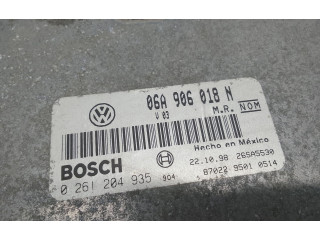 06A 906 018 N
V 03
M.R. NOM
Hecho en México
BOSCH
22.10.98 26SA5530
0 261 204 935 904
87022 9501 0514